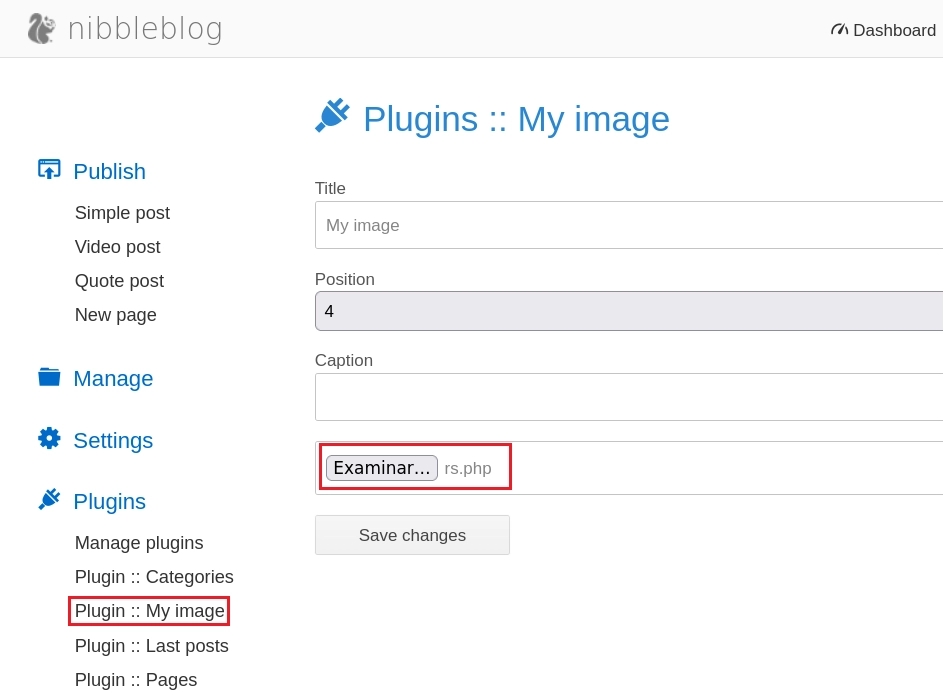 nibbleblog
Dashboard
Plugins :: My image
Publish
Simple post
Video post
Quote post
New page
Manage
Settings
Plugins
Manage plugins
Plugin :: Categories
Plugin :: My image
Plugin :: Last posts
Plugin :: Pages
Title
My image
Position
4
Caption
Examinar... rs.php
Save changes